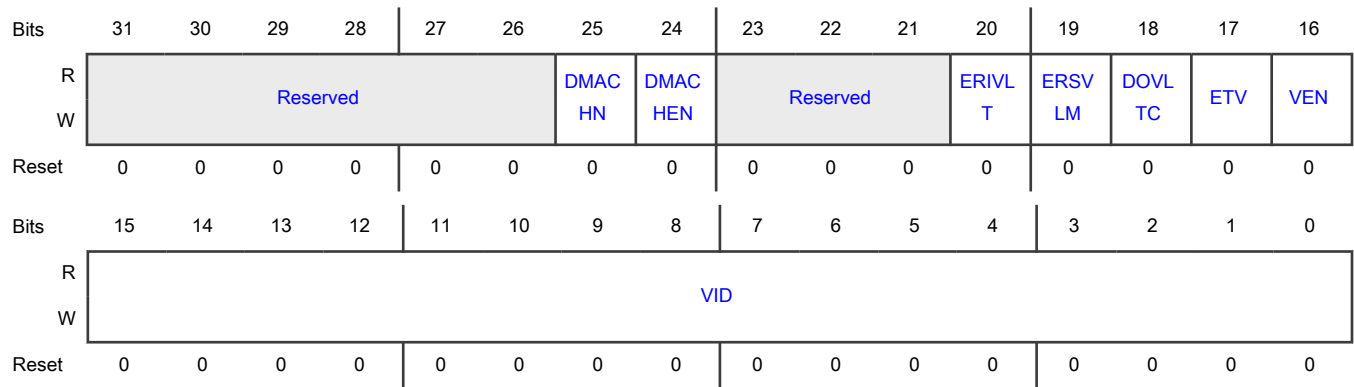 Bits 31 30 29 28 27 26 25 24 23 22 21 20 19 18 17 16
R
W
Reserved DMAC HN DMAC HEN Reserved ERIVL T ERSV LM DOVL TC ETV VEN
Reset 0 0 0 0 0 0 0 0 0 0 0 0 0 0 0 0
Bits 15 14 13 12 11 10 9 8 7 6 5 4 3 2 1 0
R
W
VID
Reset 0 0 0 0 0 0 0 0 0 0 0 0 0 0 0 0